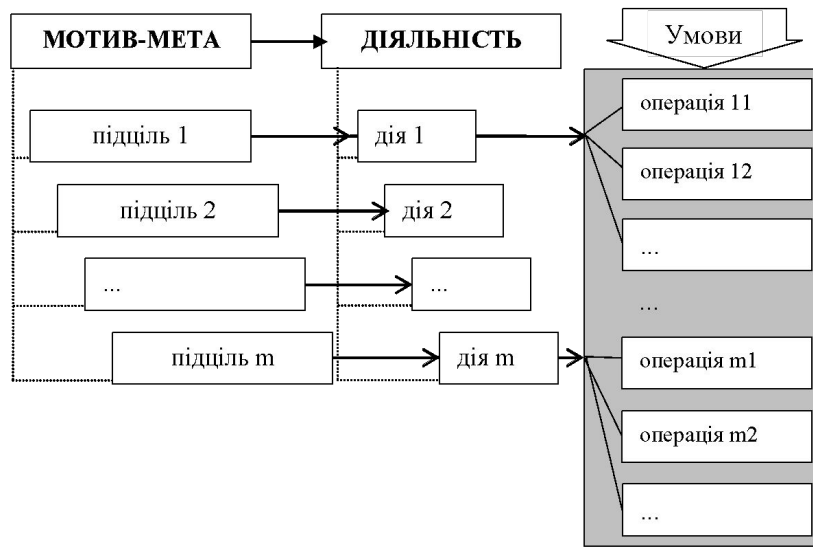 МОТИВ-МЕТА
ДІЯЛЬНІСТЬ
Умови
підціль 1
дія 1
операція 11
операція 12
...
підціль 2
дія 2
...
...
...
підціль m
дія m
операція m1
операція m2
...